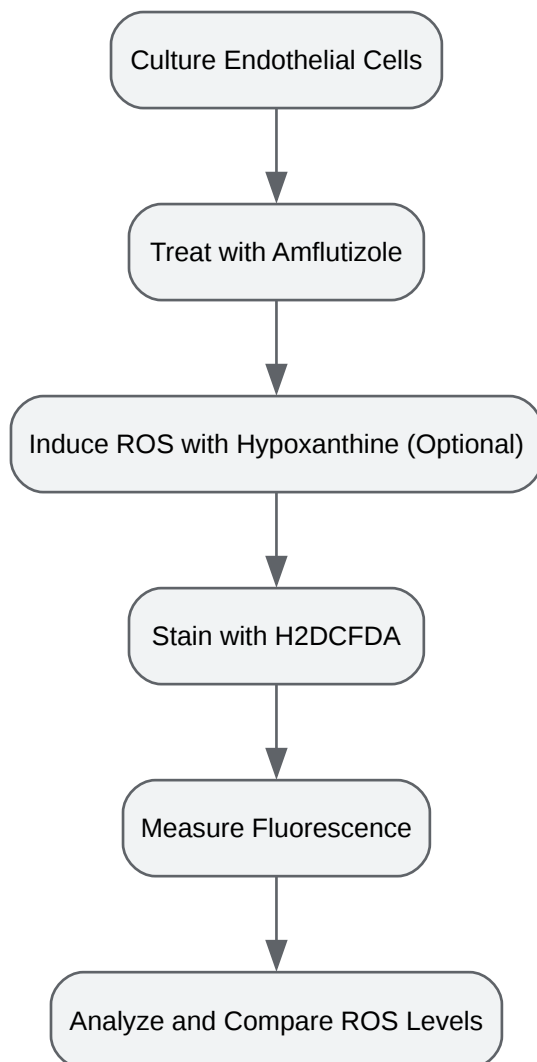 Culture Endothelial Cells
Treat with Amflutizole
Induce ROS with Hypoxanthine (Optional)
Stain with H2DCFDA
Measure Fluorescence
Analyze and Compare ROS Levels